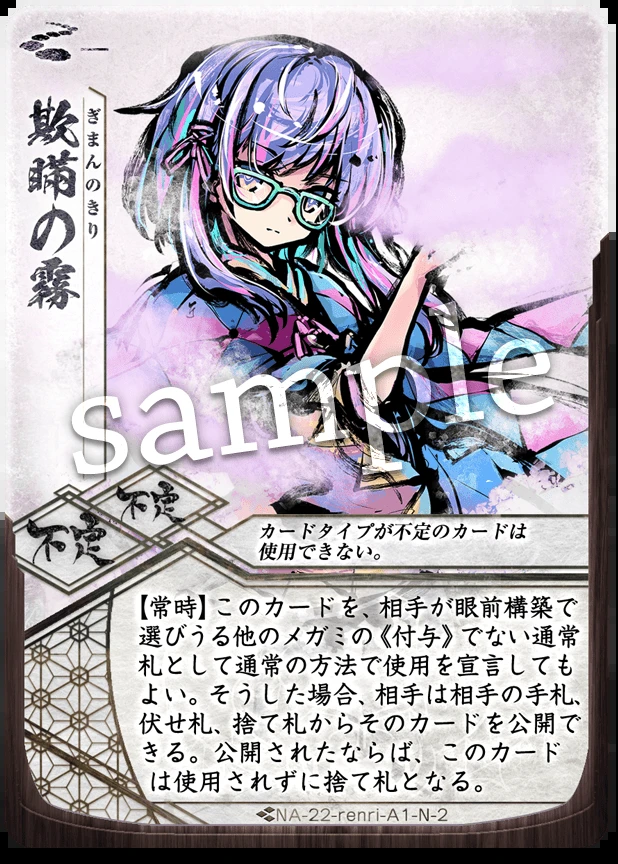 欺瞞の霧
ぎまんのきり
sample
不定
不定
カードタイプが不定のカードは
使用できない。
【常時】このカードを、相手が眼前構築で
選びうる他のメガミの《付与》でない通常
札として通常の方法で使用を宣言しても
よい。そうした場合、相手は相手の手札、
伏せ札、捨て札からそのカードを公開で
きる。公開されたならば、このカード
は使用されずに捨て札となる。
NA-22-renri-A1-N-2